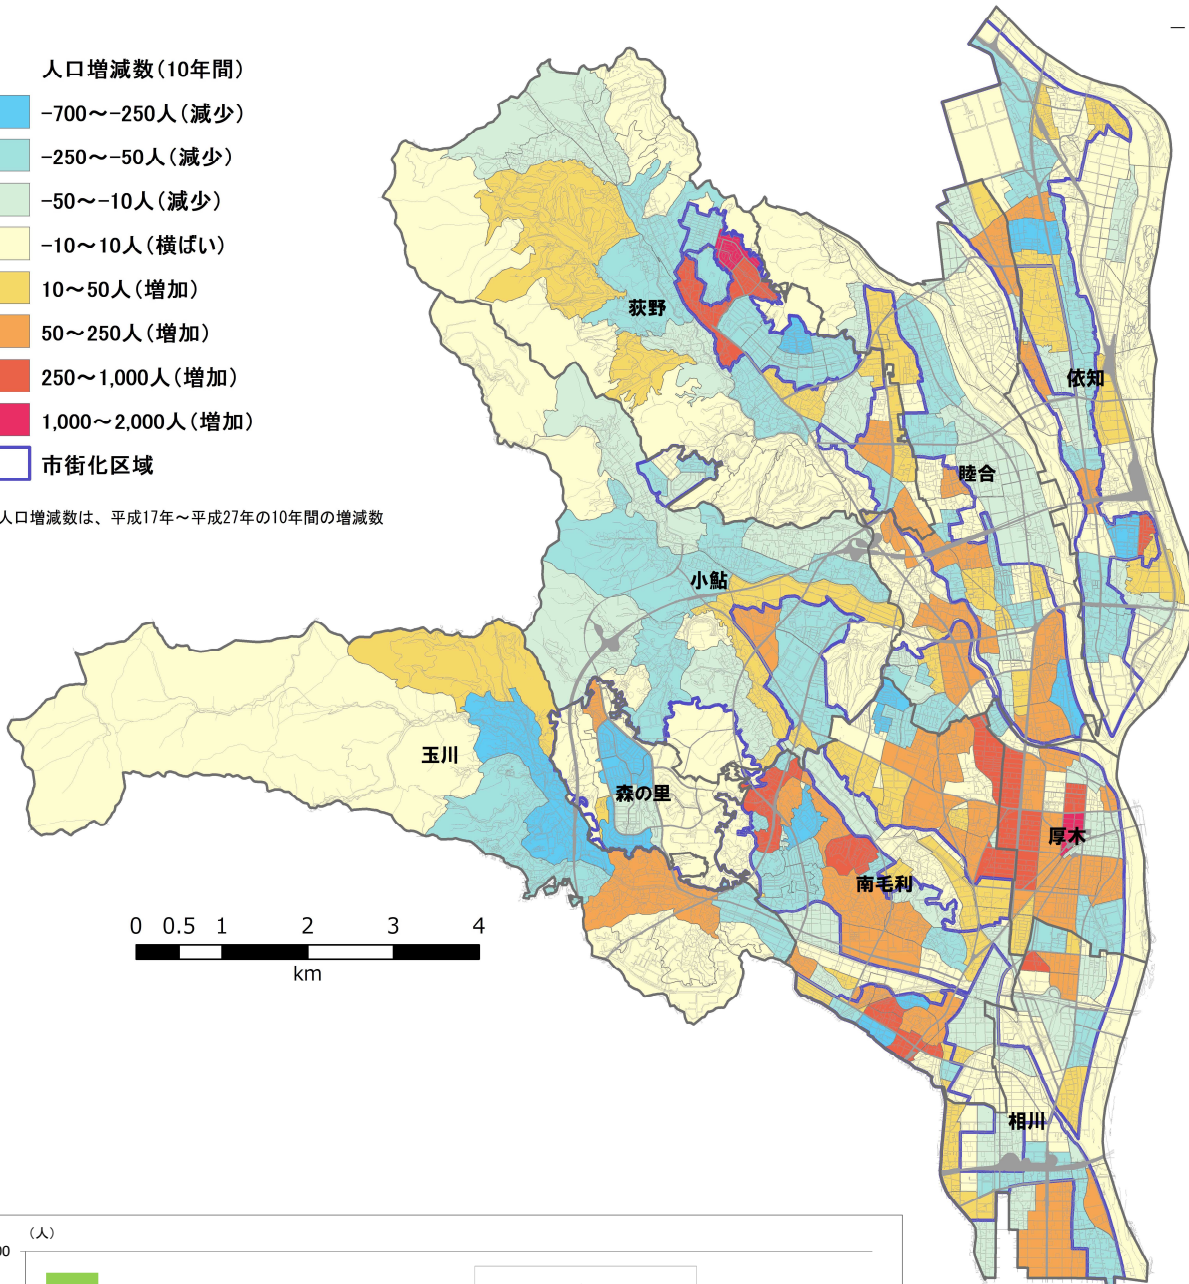 人口増減数(10年間)
-700～-250人(減少)
-250～-50人(減少)
-50～-10人(減少)
-10～10人(横ばい)
10～50人(増加)
50～250人(増加)
250～1,000人(増加)
1,000～2,000人(増加)
市街化区域
人口増減数は、平成17年～平成27年の10年間の増減数
荻野
依知
睦合
小鮎
玉川
森の里
厚木
南毛利
相川
0 0.5 1 2 3 4
km
(人)